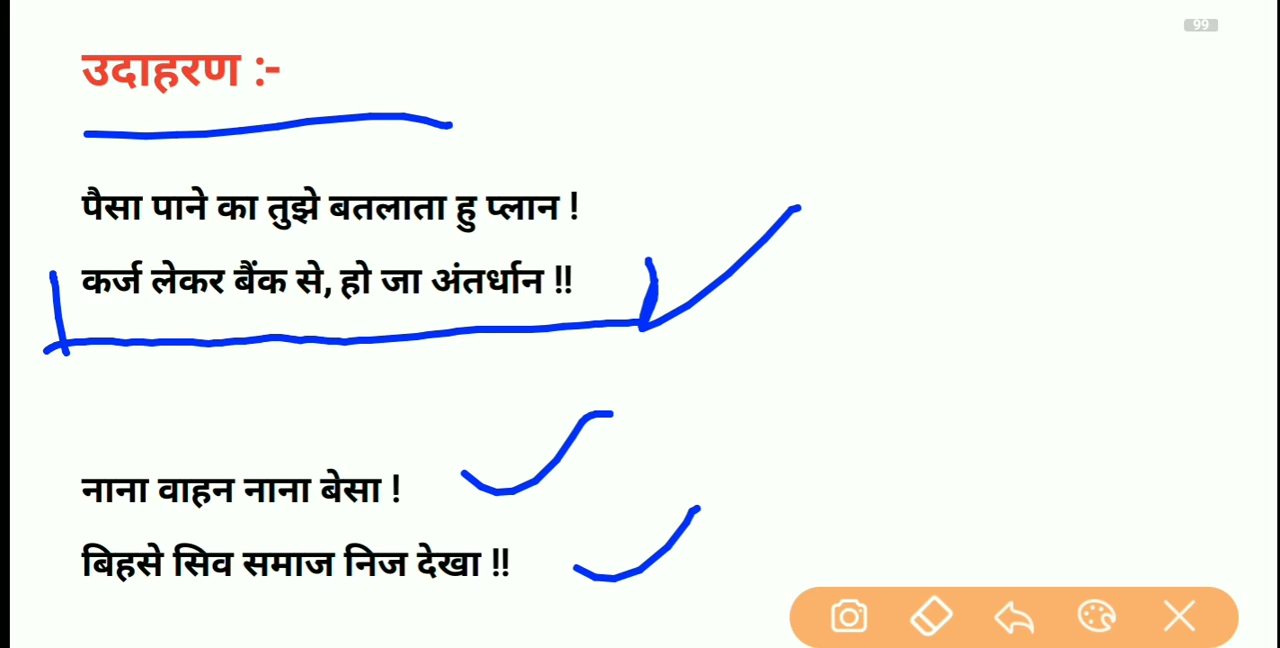 99
उदाहरण :-
पैसा पाने का तुझे बतलाता हु प्लान !
कर्ज लेकर बैंक से, हो जा अंतर्धान !!
नाना वाहन नाना बेसा !
बिहसे सिव समाज निज देखा !!